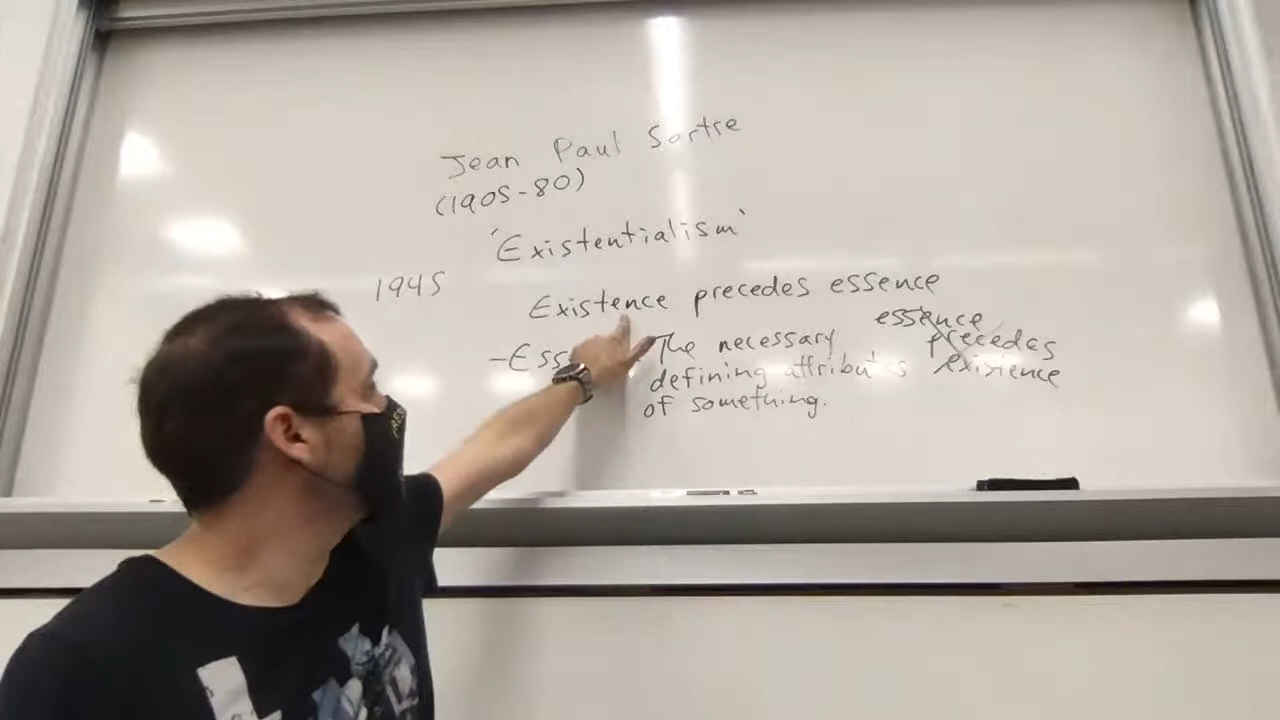 Jean Paul Sartre
(1905-80)
'Existentialism'
1945
Existence precedes essence
-Ess
The necessary
defining attributes
of something.
essence
precedes
existence